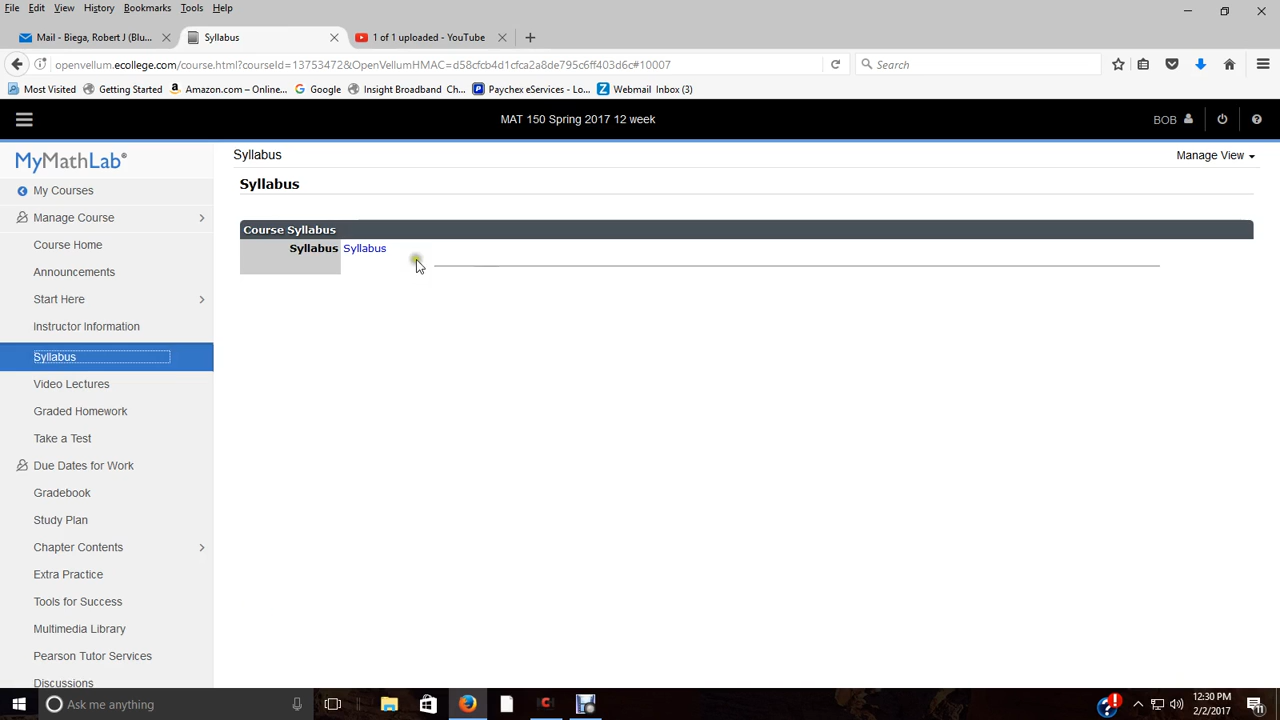 File Edit View History Bookmarks Tools Help
Mail - Biega, Robert J (Blu...
Syllabus
1 of 1 uploaded - YouTube
openvellum.ecollege.com/course.html?courseId=13753472&OpenVellumHMAC=d58cfcb4d1cfca2a8de795c6ff403d6c#10007
Search
Most Visited Getting Started Amazon.com – Online... Google Insight Broadband Ch... Paychex eServices - Lo... Webmail Inbox (3)
MAT 150 Spring 2017 12 week
BOB
MyMathLab®
My Courses
Manage Course
Course Home
Announcements
Start Here
Instructor Information
Syllabus
Video Lectures
Graded Homework
Take a Test
Due Dates for Work
Gradebook
Study Plan
Chapter Contents
Extra Practice
Tools for Success
Multimedia Library
Pearson Tutor Services
Discussions
Syllabus
Manage View
Syllabus
Course Syllabus
Syllabus Syllabus
Ask me anything
12:30 PM
2/2/2017